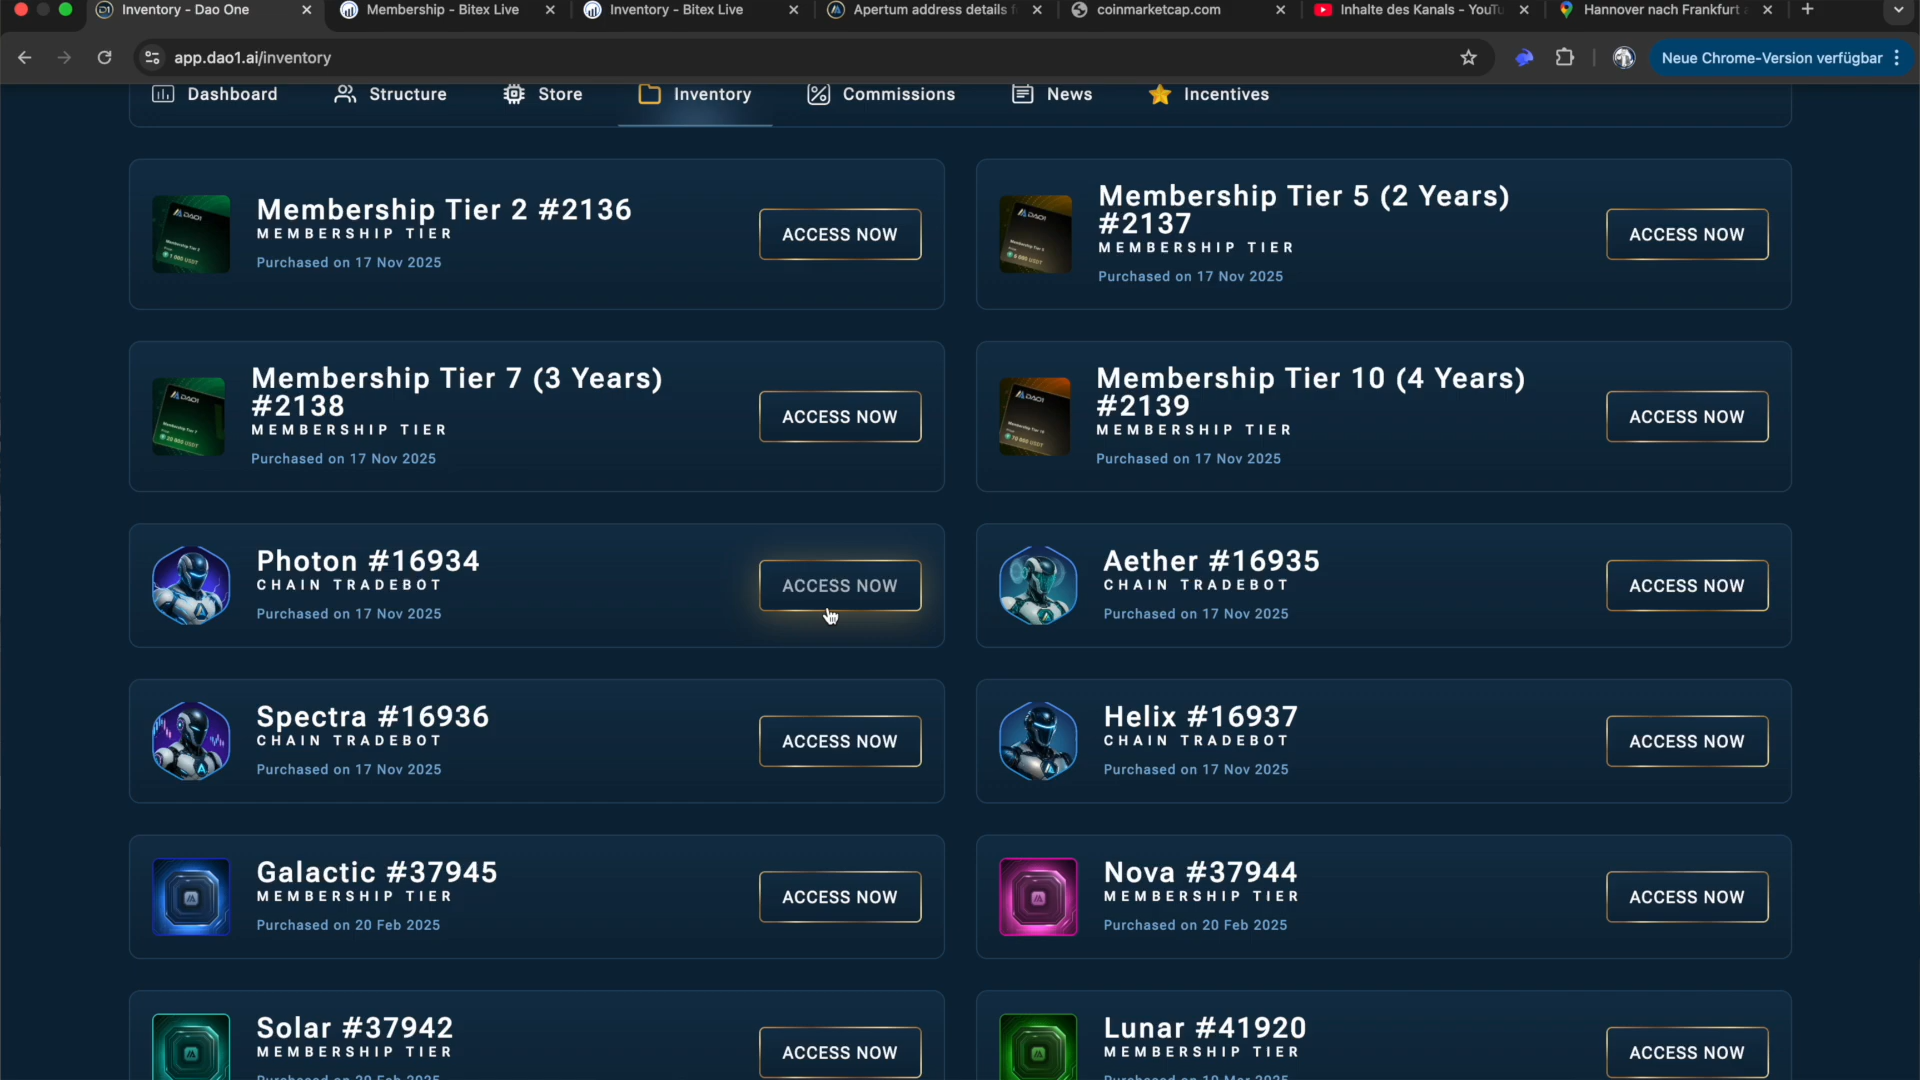 Inventory - Dao One
Membership - Bitex Live
Inventory - Bitex Live
Apertum address details f
coinmarketcap.com
Inhalte des Kanals - YouTu
Hannover nach Frankfurt a
app.dao1.ai/inventory
Neue Chrome-Version verfügbar
Dashboard
Structure
Store
Inventory
Commissions
News
Incentives
Membership Tier 2 #2136
MEMBERSHIP TIER
Purchased on 17 Nov 2025
ACCESS NOW
Membership Tier 5 (2 Years)
#2137
MEMBERSHIP TIER
Purchased on 17 Nov 2025
ACCESS NOW
Membership Tier 7 (3 Years)
#2138
MEMBERSHIP TIER
Purchased on 17 Nov 2025
ACCESS NOW
Membership Tier 10 (4 Years)
#2139
MEMBERSHIP TIER
Purchased on 17 Nov 2025
ACCESS NOW
Photon #16934
CHAIN TRADEBOT
Purchased on 17 Nov 2025
ACCESS NOW
Aether #16935
CHAIN TRADEBOT
Purchased on 17 Nov 2025
ACCESS NOW
Spectra #16936
CHAIN TRADEBOT
Purchased on 17 Nov 2025
ACCESS NOW
Helix #16937
CHAIN TRADEBOT
Purchased on 17 Nov 2025
ACCESS NOW
Galactic #37945
MEMBERSHIP TIER
Purchased on 20 Feb 2025
ACCESS NOW
Nova #37944
MEMBERSHIP TIER
Purchased on 20 Feb 2025
ACCESS NOW
Solar #37942
MEMBERSHIP TIER
Purchased on 20 Feb 2025
ACCESS NOW
Lunar #41920
MEMBERSHIP TIER
ACCESS NOW